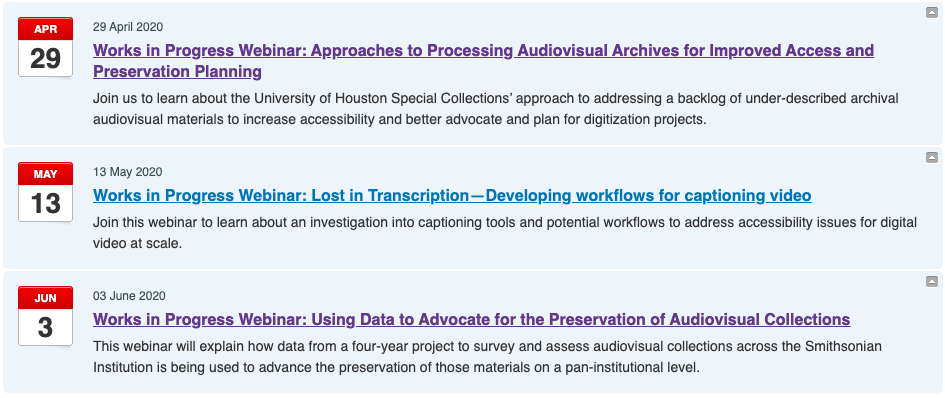 APR
29
29 April 2020
Works in Progress Webinar: Approaches to Processing Audiovisual Archives for Improved Access and
Preservation Planning
Join us to learn about the University of Houston Special Collections’ approach to addressing a backlog of under-described archival
audiovisual materials to increase accessibility and better advocate and plan for digitization projects.
MAY
13
13 May 2020
Works in Progress Webinar: Lost in Transcription—Developing workflows for captioning video
Join this webinar to learn about an investigation into captioning tools and potential workflows to address accessibility issues for digital
video at scale.
JUN
3
03 June 2020
Works in Progress Webinar: Using Data to Advocate for the Preservation of Audiovisual Collections
This webinar will explain how data from a four-year project to survey and assess audiovisual collections across the Smithsonian
Institution is being used to advance the preservation of those materials on a pan-institutional level.